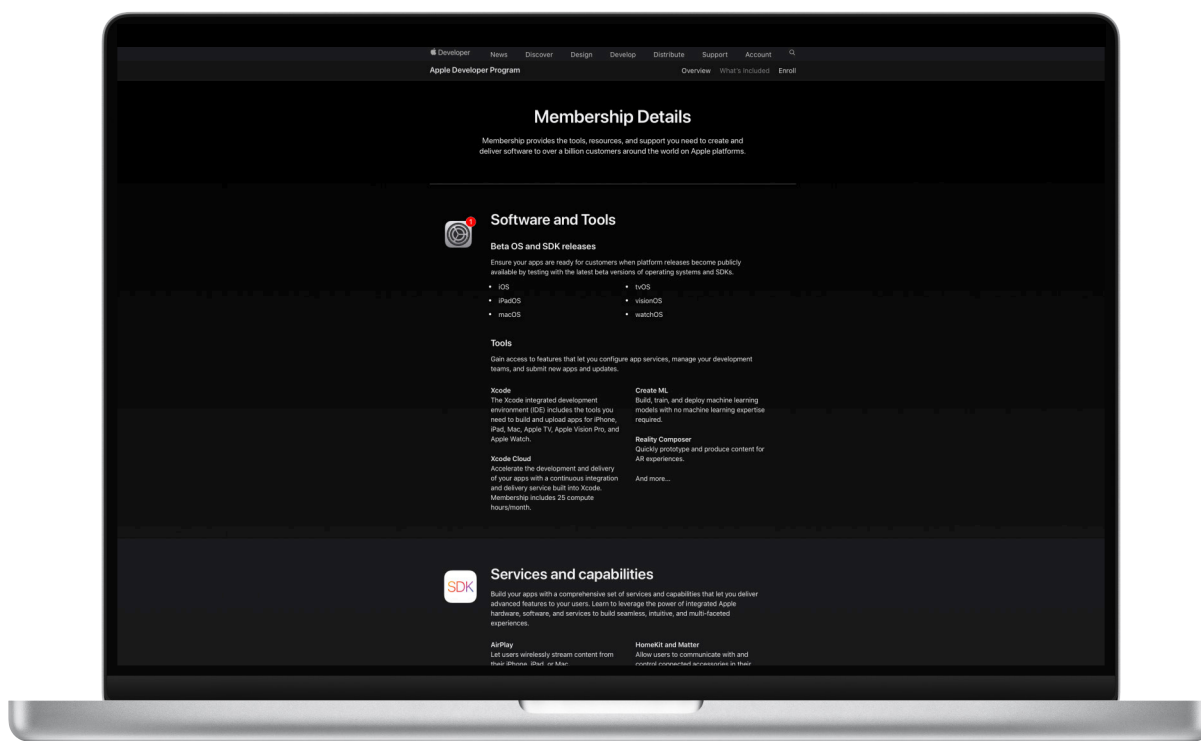 Developer News Discover Design Develop Distribute Support Account
Apple Developer Program Overview What's Included Enroll
Membership Details
Membership provides the tools, resources, and support you need to create and
deliver software to over a billion customers around the world on Apple platforms.
1
Software and Tools
Beta OS and SDK releases
Ensure your apps are ready for customers when platform releases become publicly
available by testing with the latest beta versions of operating systems and SDKs.
• iOS
• iPadOS
• macOS
• tvOS
• visionOS
• watchOS
Tools
Gain access to features that let you configure app services, manage your development
teams, and submit new apps and updates.
Xcode
The Xcode integrated development
environment (IDE) includes the tools you
need to build and upload apps for iPhone,
iPad, Mac, Apple TV, Apple Vision Pro, and
Apple Watch.
Xcode Cloud
Accelerate the development and delivery
of your apps with a continuous integration
and delivery service built into Xcode.
Membership includes 25 compute
hours/month.
Create ML
Build, train, and deploy machine learning
models with no machine learning expertise
required.
Reality Composer
Quickly prototype and produce content for
AR experiences.
And more...
SDK
Services and capabilities
Build your apps with a comprehensive set of services and capabilities that let you deliver
advanced features to your users. Learn to leverage the power of integrated Apple
hardware, software, and services to build seamless, intuitive, and multi-faceted
experiences.
AirPlay
Let users wirelessly stream content from
their iPhone, iPad, or Mac
HomeKit and Matter
Allow users to communicate with and
control connected accessories in their